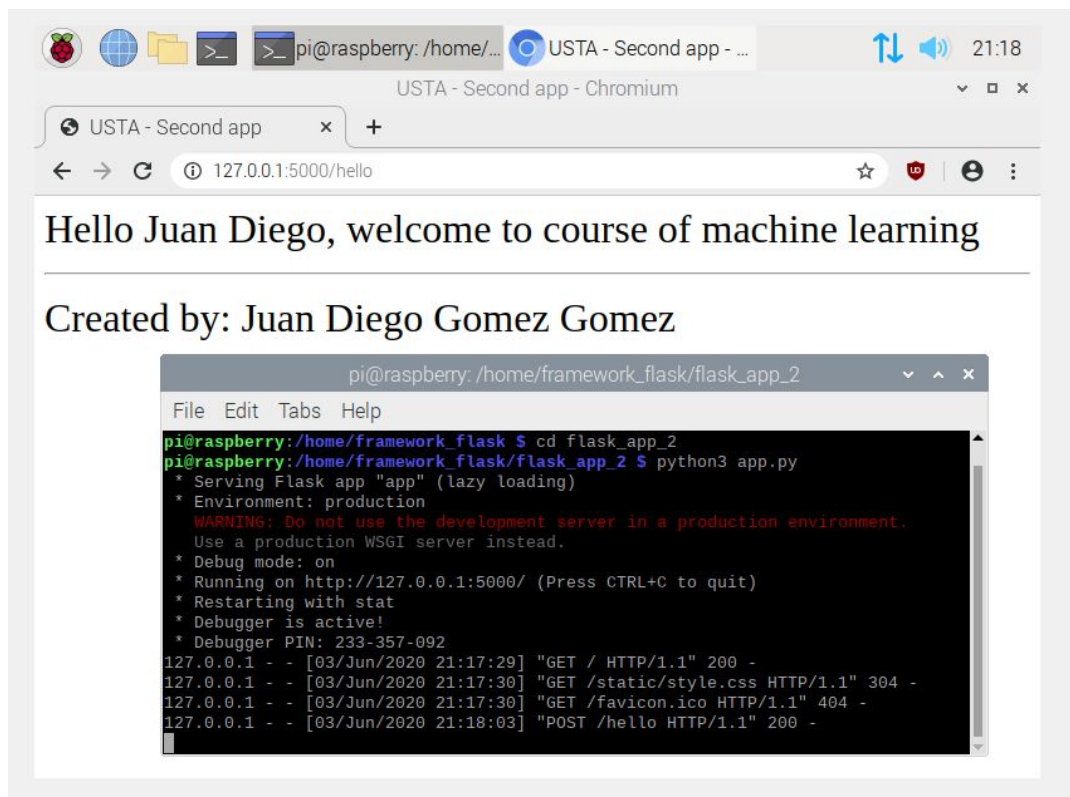 pi@raspberry: /home/... USTA - Second app - ... 21:18
USTA - Second app - Chromium
USTA - Second app
127.0.0.1:5000/hello
Hello Juan Diego, welcome to course of machine learning
Created by: Juan Diego Gomez Gomez
pi@raspberry: /home/framework_flask/flask_app_2
File Edit Tabs Help
pi@raspberry:/home/framework_flask $ cd flask_app_2
pi@raspberry:/home/framework_flask/flask_app_2 $ python3 app.py
* Serving Flask app "app" (lazy loading)
* Environment: production
WARNING: Do not use the development server in a production environment.
Use a production WSGI server instead.
* Debug mode: on
* Running on http://127.0.0.1:5000/ (Press CTRL+C to quit)
* Restarting with stat
* Debugger is active!
* Debugger PIN: 233-357-092
127.0.0.1 - - [03/Jun/2020 21:17:29] "GET / HTTP/1.1" 200 -
127.0.0.1 - - [03/Jun/2020 21:17:30] "GET /static/style.css HTTP/1.1" 304 -
127.0.0.1 - - [03/Jun/2020 21:17:30] "GET /favicon.ico HTTP/1.1" 404 -
127.0.0.1 - - [03/Jun/2020 21:18:03] "POST /hello HTTP/1.1" 200 -